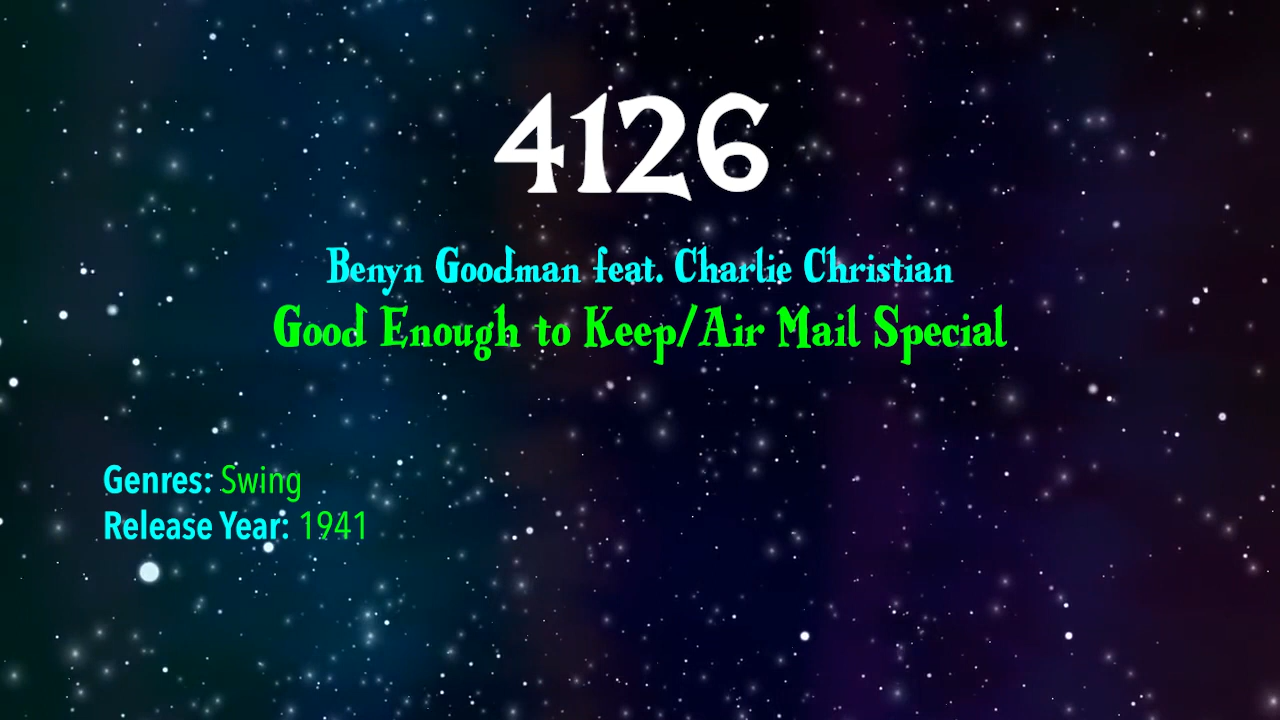 4126
Benyn Goodman feat. Charlie Christian
Good Enough to Keep/Air Mail Special
Genres: Swing
Release Year: 1941